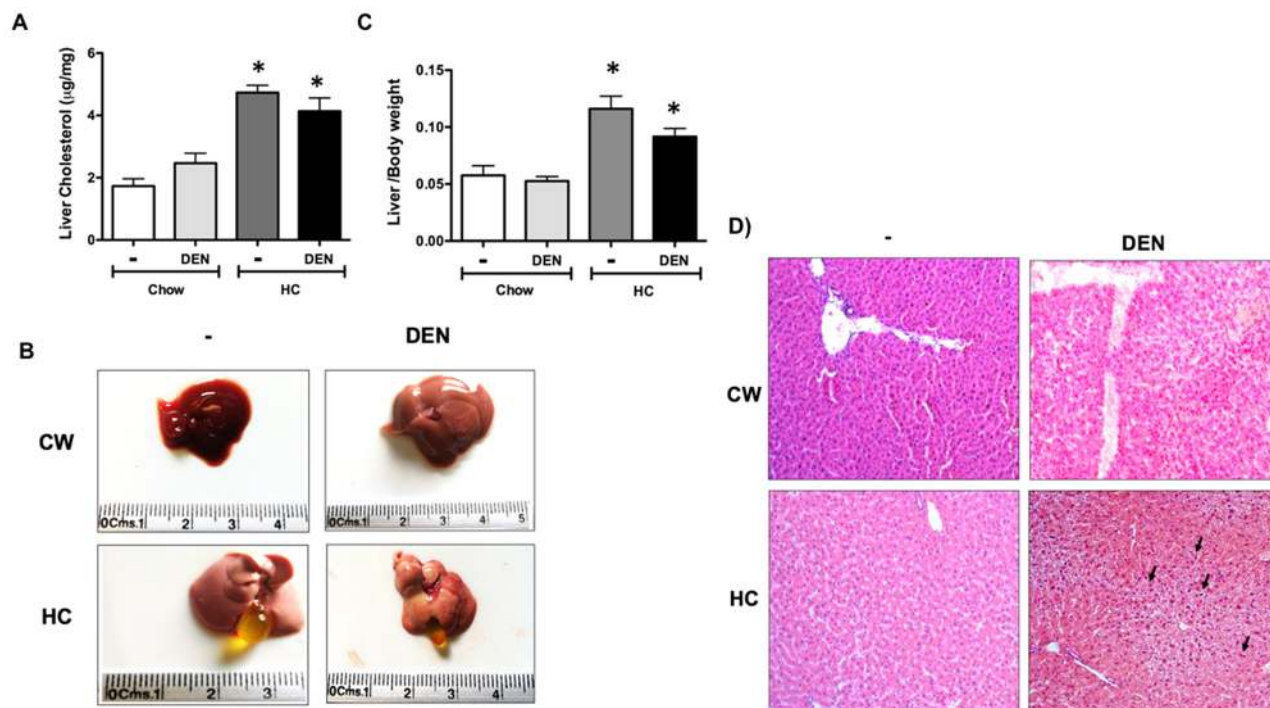 A
Liver Cholesterol (µg/mg)
6
4
2
0
*
*
-
DEN
-
DEN
Chow
HC
C
Liver /Body weight
0.15
0.10
0.05
0.00
*
*
-
DEN
-
DEN
Chow
HC
B
-
DEN
CW
0Cms.1 2 3 4
0Cms.1 2 3 4 5
HC
0Cms.1 2 3
0Cms.1 2 3 4
D)
-
DEN
CW
HC